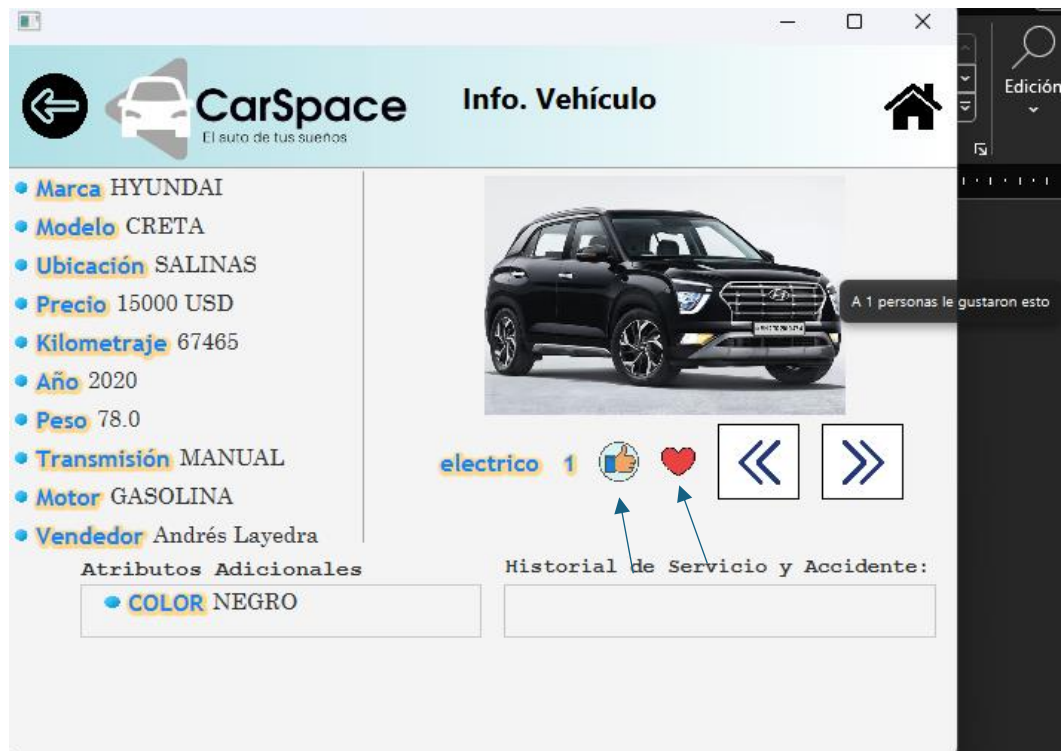 CarSpace
El auto de tus sueños
Info. Vehículo
Edición
Marca HYUNDAI
Modelo CRETA
Ubicación SALINAS
Precio 15000 USD
Kilometraje 67465
Año 2020
Peso 78.0
Transmisión MANUAL
Motor GASOLINA
Vendedor Andrés Layedra
A 1 personas le gustaron esto
electrico 1
Atributos Adicionales
COLOR NEGRO
Historial de Servicio y Accidente: